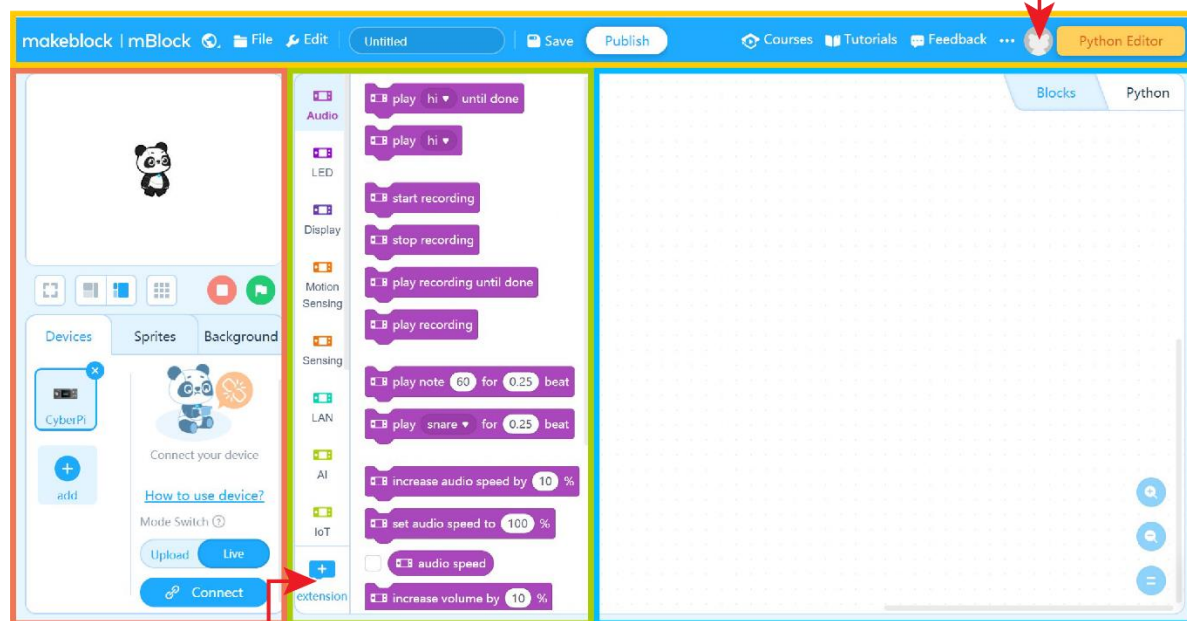 makeblock | mBlock File Edit Untitled Save Publish Courses Tutorials Feedback ... Python Editor
Devices Sprites Background
CyberPi
add
Connect your device
How to use device?
Mode Switch ?
Upload Live
Connect
Audio
LED
Display
Motion
Sensing
Sensing
LAN
AI
IoT
+
extension
play hi ▾ until done
play hi ▾
start recording
stop recording
play recording until done
play recording
play note 60 for 0.25 beat
play snare ▾ for 0.25 beat
increase audio speed by 10 %
set audio speed to 100 %
audio speed
increase volume by 10 %
Blocks Python